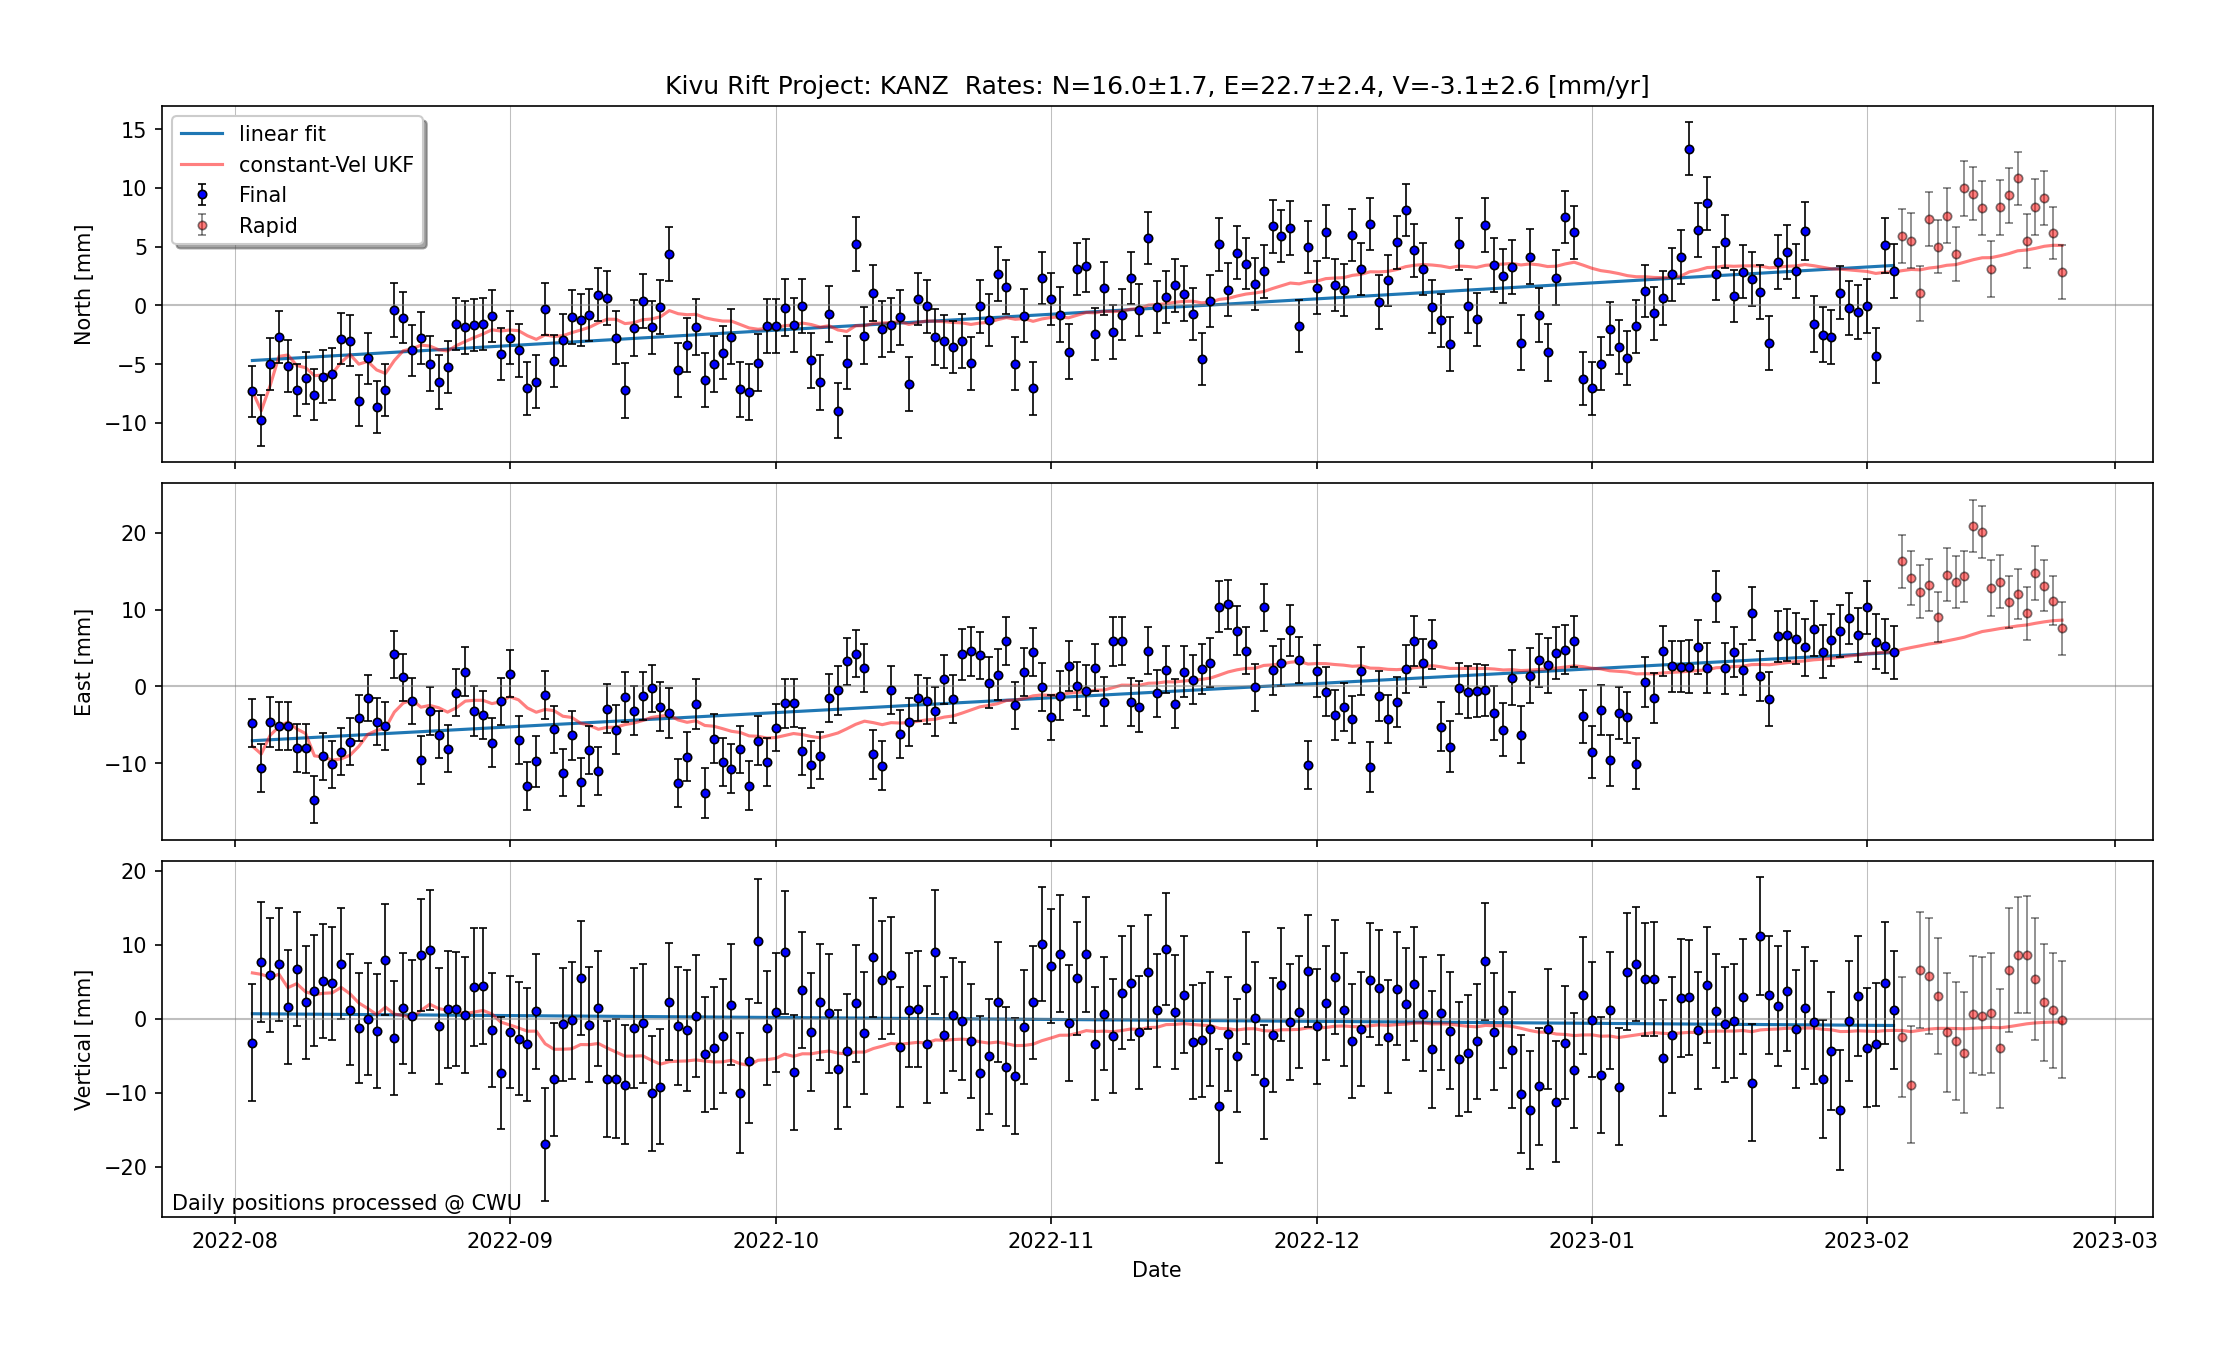 Kivu Rift Project: KANZ  Rates: N=16.0±1.7, E=22.7±2.4, V=-3.1±2.6 [mm/yr]
linear fit
constant-Vel UKF
Final
Rapid
North [mm]
15
10
5
0
−5
−10
East [mm]
20
10
0
−10
Vertical [mm]
20
10
0
−10
−20
Daily positions processed @ CWU
2022-08 2022-09 2022-10 2022-11 2022-12 2023-01 2023-02 2023-03
Date